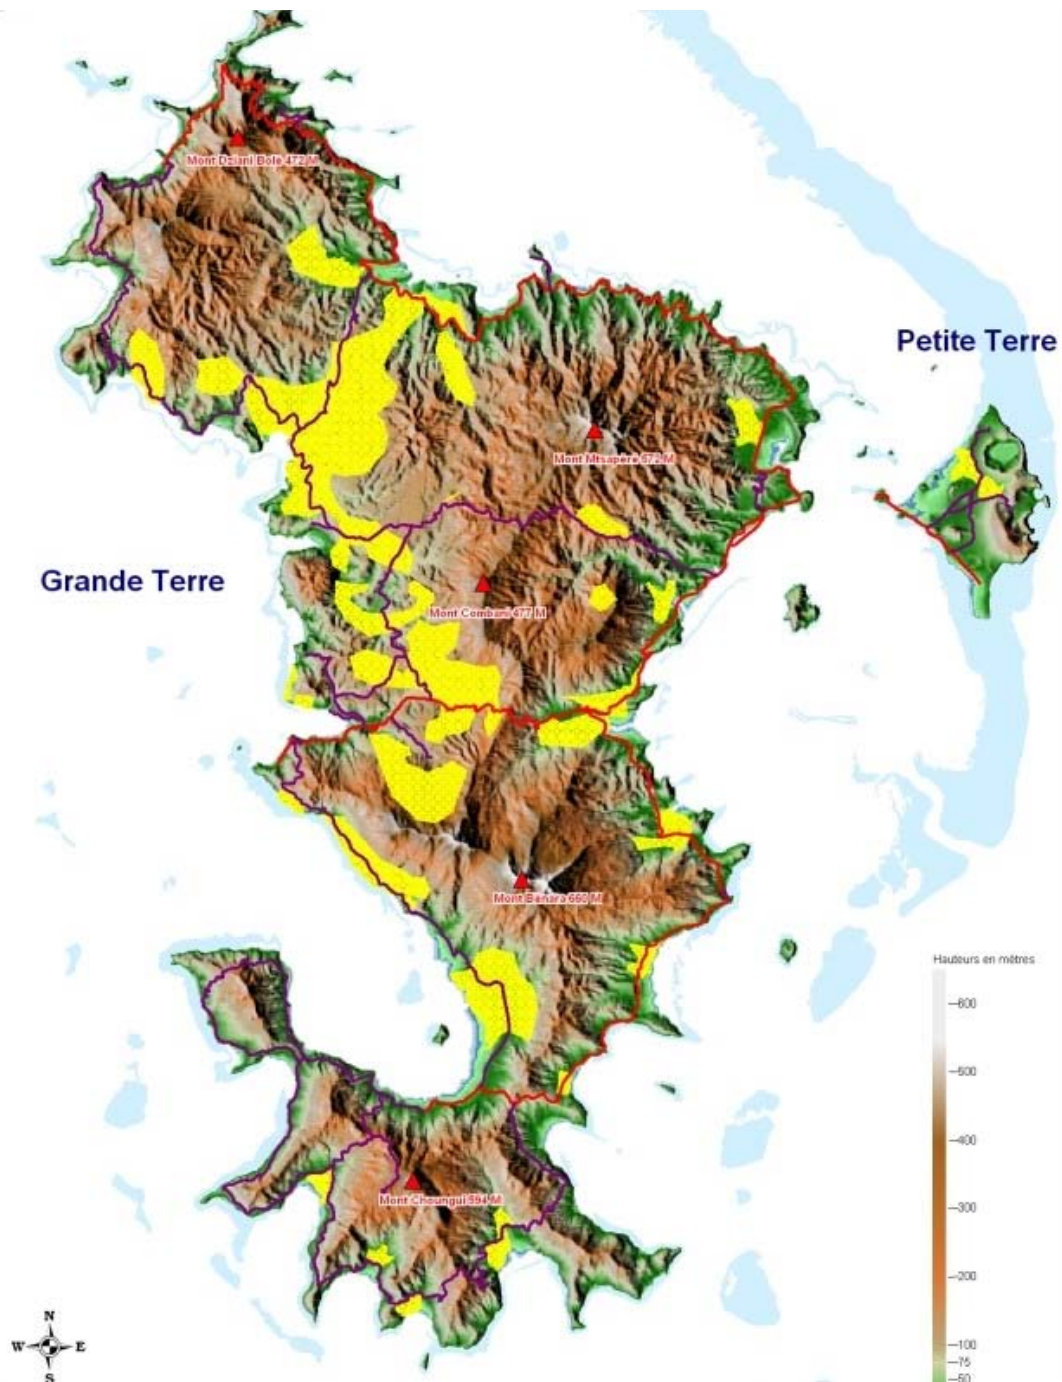 Mont Dziani Bole 472 M
Petite Terre
Mont Mtsapéré 572 M
Grande Terre
Mont Combani 477 M
Mont Bénara 660 M
Hauteurs en mètres
600
500
400
300
200
100
75
50
Mont Choungui 594 M
N
W E
S